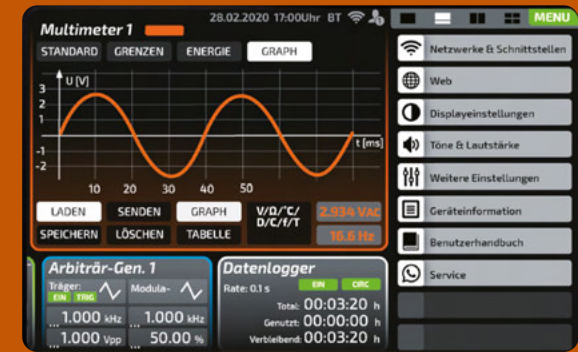 28.02.2020 17:00Uhr BT
MENU
Multimeter 1
STANDARD GRENZEN ENERGIE GRAPH
U [V]
3
2
1
-1
-2
t [ms]
10 20 30 40 50
LADEN SENDEN GRAPH V/Ω/°C/
D/C/f/T
2.934 VAC
SPEICHERN LÖSCHEN TABELLE
16.6 Hz
Netzwerke & Schnittstellen
Web
Displayeinstellungen
Töne & Lautstärke
Weitere Einstellungen
Geräteinformation
Benutzerhandbuch
Service
Arbiträr-Gen. 1
Träger:
EIN TRIG
Modula-
... 1.000 kHz
... 1.000 kHz
... 1.000 Vpp
... 50.00 %
Datenlogger
Rate: 0.1 s EIN CIRC
Total: 00:03:20 h
Genutzt: 00:00:00 h
Verbleibend: 00:03:20 h